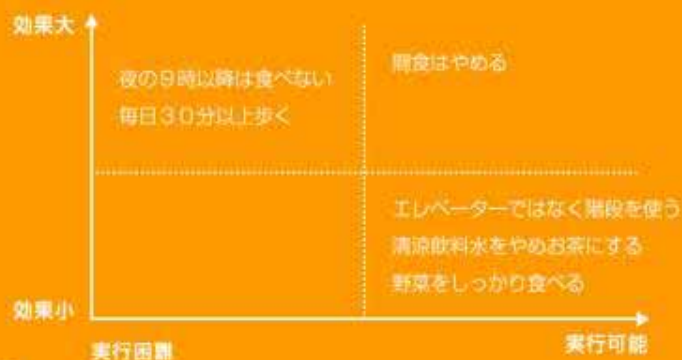 効果大
夜の9時以降は食べない
毎日30分以上歩く
間食はやめる
エレベーターではなく階段を使う
清涼飲料水をやめお茶にする
野菜をしっかり食べる
効果小
実行困難
実行可能